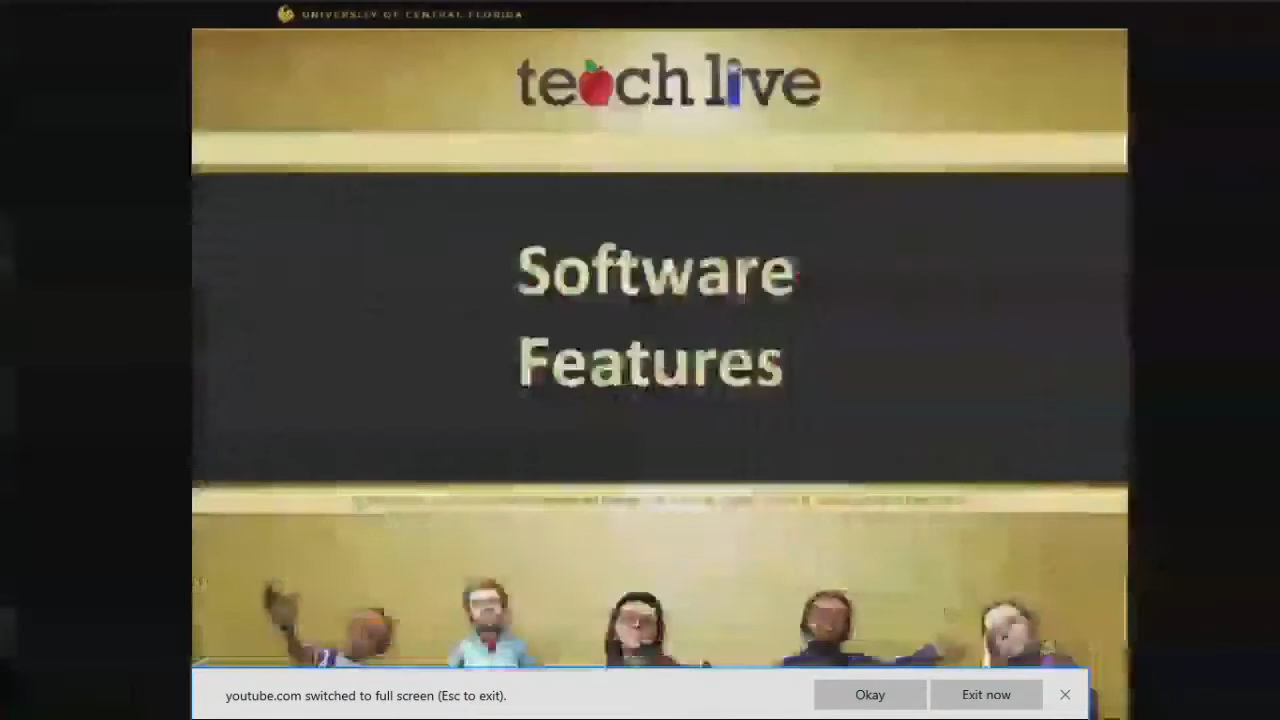 UNIVERSITY OF CENTRAL FLORIDA
teach live
Software
Features
youtube.com switched to full screen (Esc to exit).
Okay
Exit now